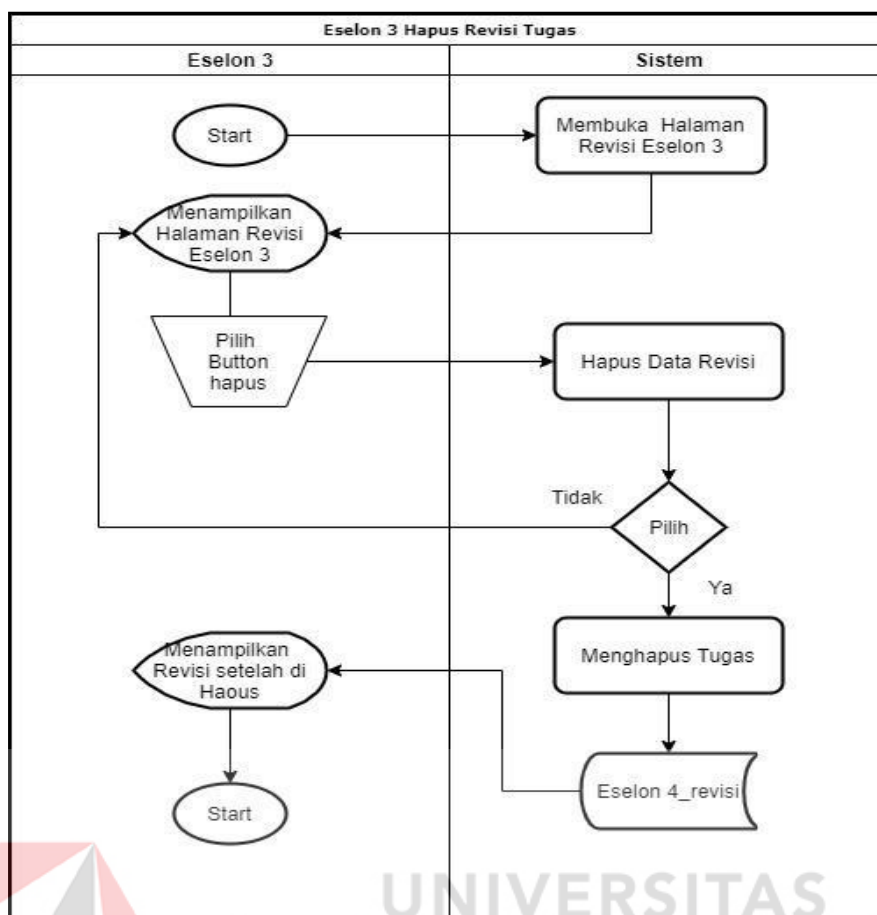 Eselon 3 Hapus Revisi Tugas
Eselon 3
Sistem
Start
Membuka Halaman
Revisi Eselon 3
Menampilkan
Halaman Revisi
Eselon 3
Pilih
Button
hapus
Hapus Data Revisi
Tidak
Pilih
Ya
Menghapus Tugas
Menampilkan
Revisi setelah di
Haous
Eselon 4_revisi
Start
UNIVERSITAS